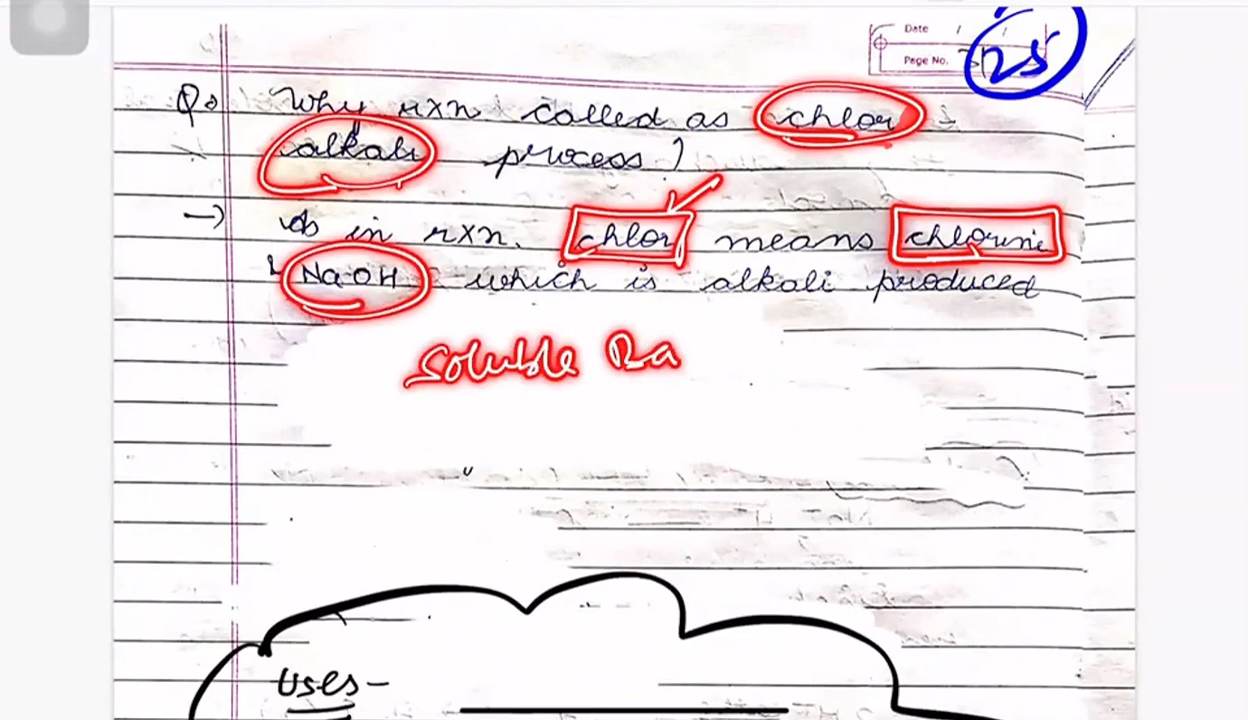 Date / /
Page No. 25
Q. Why rxn called as chlor
alkali process?
→ As in rxn. chlor means chlorine
& NaOH which is alkali produced
soluble Ba
Uses-